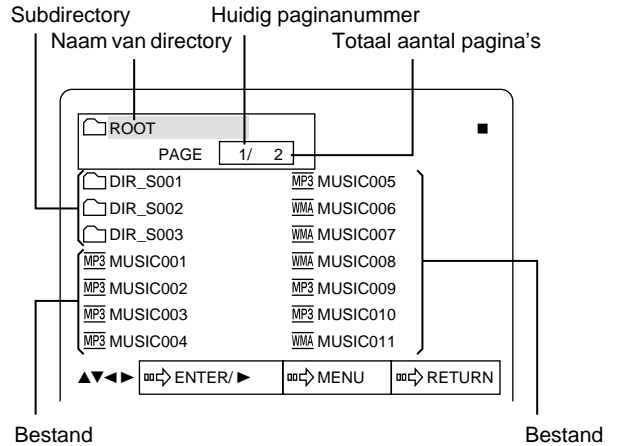 Subdirectory Huidig paginanummer
Naam van directory Totaal aantal pagina's
ROOT
PAGE 1/ 2
DIR_S001 MP3 MUSIC005
DIR_S002 WMA MUSIC006
DIR_S003 WMA MUSIC007
MP3 MUSIC001 WMA MUSIC008
MP3 MUSIC002 MP3 MUSIC009
MP3 MUSIC003 MP3 MUSIC010
MP3 MUSIC004 WMA MUSIC011
▲▼◄► ENTER/► MENU RETURN
Bestand Bestand